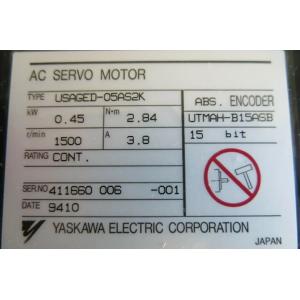 AC SERVO MOTOR
TYPE USAGED-05AS2K
ABS. ENCODER
kW 0.45 N·m 2.84
UTMAH-B15ASB
r/min 1500 A 3.8
15 bit
RATING CONT.
SER.NO 411660 006 -001
DATE 9410
YASKAWA ELECTRIC CORPORATION
JAPAN